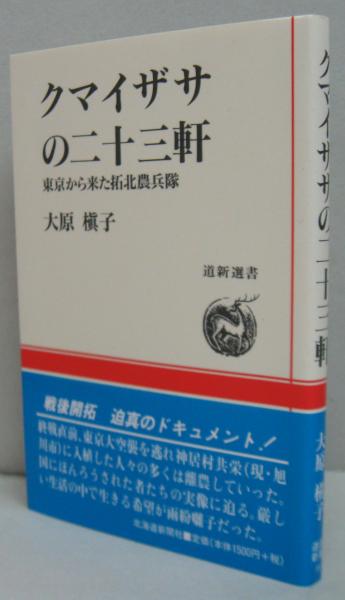 クマイザサ
の二十三軒
東京から来た拓北農兵隊
大原 槇子
道新選書
戦後開拓 迫真のドキュメント!
終戦直前、東京大空襲を逃れ神居村共栄(現・旭
川市)に入植した人々の多くは離農していった。
国にほんろうされた者たちの実像に迫る。厳し
い生活の中で生きる希望が雨紛囃子だった。
北海道新聞社■定価(本体1500円+税)
クマイザサの二十三軒
大原 槇子